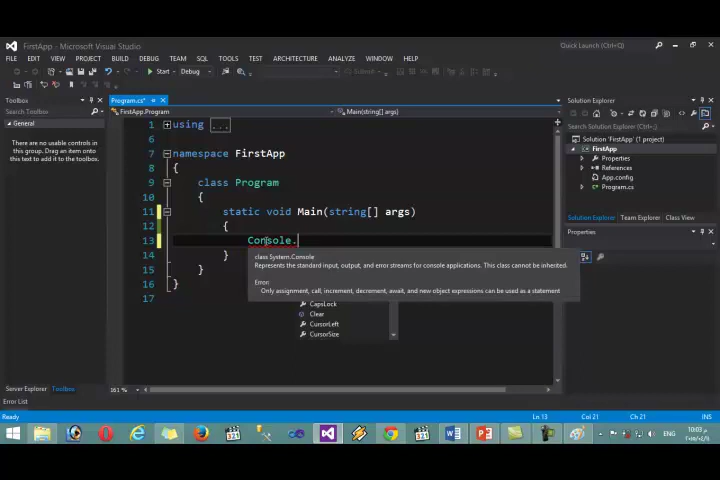 FirstApp - Microsoft Visual Studio
Quick Launch (Ctrl+Q)
FILE EDIT VIEW PROJECT BUILD DEBUG TEAM SQL TOOLS TEST ARCHITECTURE ANALYZE WINDOW HELP
Start Debug
Toolbox
Search Toolbox
General
There are no usable controls in
this group. Drag an item onto
this text to add it to the toolbox.
Program.cs*
FirstApp.Program
Main(string[] args)
1 using ...
6
7 namespace FirstApp
8 {
9 class Program
10 {
11 static void Main(string[] args)
12 {
13 Console.
14 }
15 }
16 }
17
class System.Console
Represents the standard input, output, and error streams for console applications. This class cannot be inherited.
Error:
Only assignment, call, increment, decrement, await, and new object expressions can be used as a statement
CapsLock
Clear
CursorLeft
CursorSize
161 %
Solution Explorer
Search Solution Explorer (Ctrl+;)
Solution 'FirstApp' (1 project)
FirstApp
Properties
References
App.config
Program.cs
Solution Explorer Team Explorer Class View
Properties
Server Explorer Toolbox
Error List
Ready
Ln 13
Col 21
Ch 21
INS
321
321
10:03 م